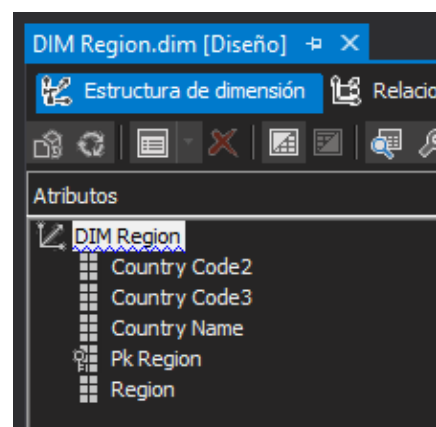 DIM Region.dim [Diseño]
Estructura de dimensión Relacio
Atributos
DIM Region
Country Code2
Country Code3
Country Name
Pk Region
Region